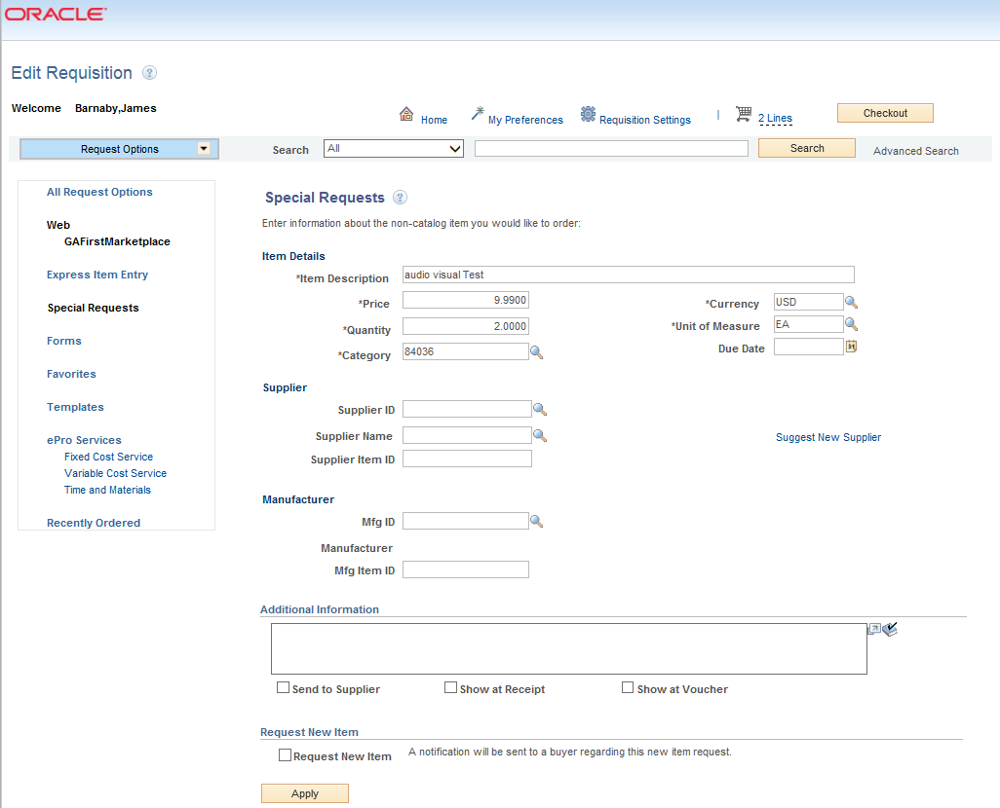 ORACLE
Edit Requisition ?
Welcome Barnaby,James
Home My Preferences Requisition Settings | 2 Lines Checkout
Request Options Search All Search Advanced Search
All Request Options
Web
GAFirstMarketplace
Express Item Entry
Special Requests
Forms
Favorites
Templates
ePro Services
Fixed Cost Service
Variable Cost Service
Time and Materials
Recently Ordered
Special Requests ?
Enter information about the non-catalog item you would like to order:
Item Details
*Item Description audio visual Test
*Price 9.9900 *Currency USD
*Quantity 2.0000 *Unit of Measure EA
*Category 84036 Due Date
Supplier
Supplier ID
Supplier Name Suggest New Supplier
Supplier Item ID
Manufacturer
Mfg ID
Manufacturer
Mfg Item ID
Additional Information
Send to Supplier Show at Receipt Show at Voucher
Request New Item
Request New Item A notification will be sent to a buyer regarding this new item request.
Apply